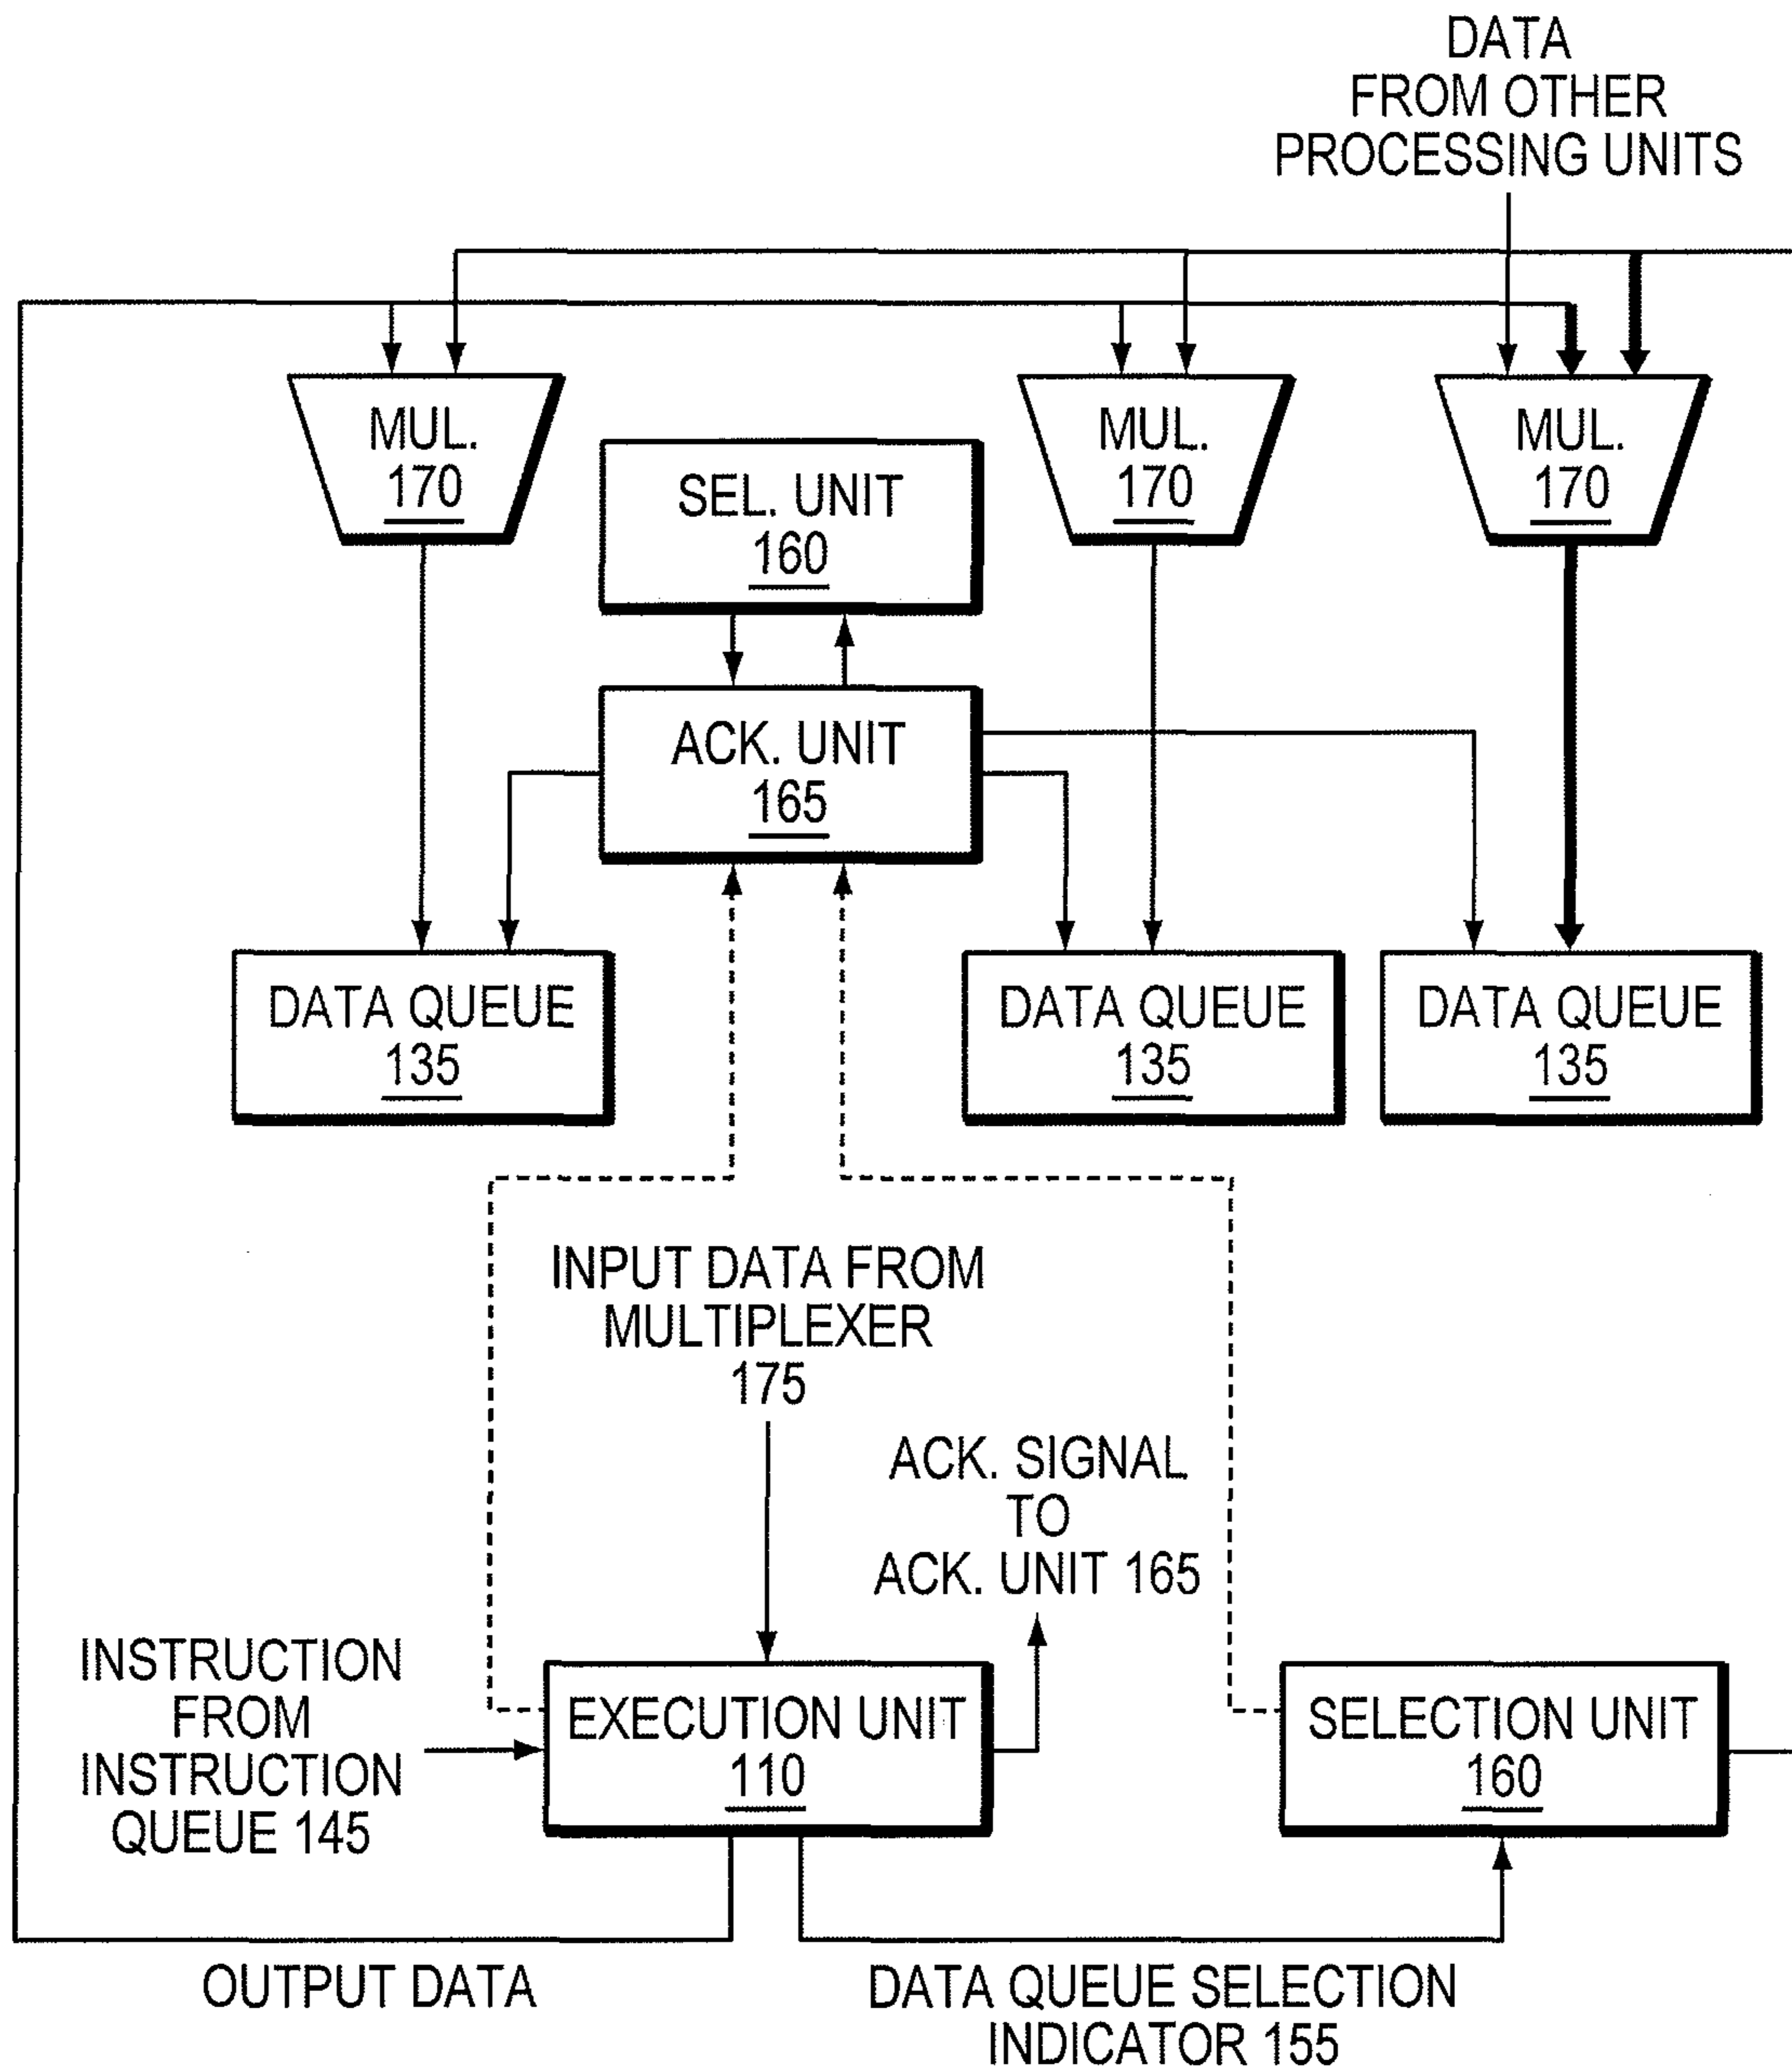 DATA
FROM OTHER
PROCESSING UNITS
MUL.
170
SEL. UNIT
160
MUL.
170
MUL.
170
ACK. UNIT
165
DATA QUEUE
135
DATA QUEUE
135
DATA QUEUE
135
INPUT DATA FROM
MULTIPLEXER
175
ACK. SIGNAL
TO
ACK. UNIT 165
INSTRUCTION
FROM
INSTRUCTION
QUEUE 145
EXECUTION UNIT
110
SELECTION UNIT
160
OUTPUT DATA
DATA QUEUE SELECTION
INDICATOR 155